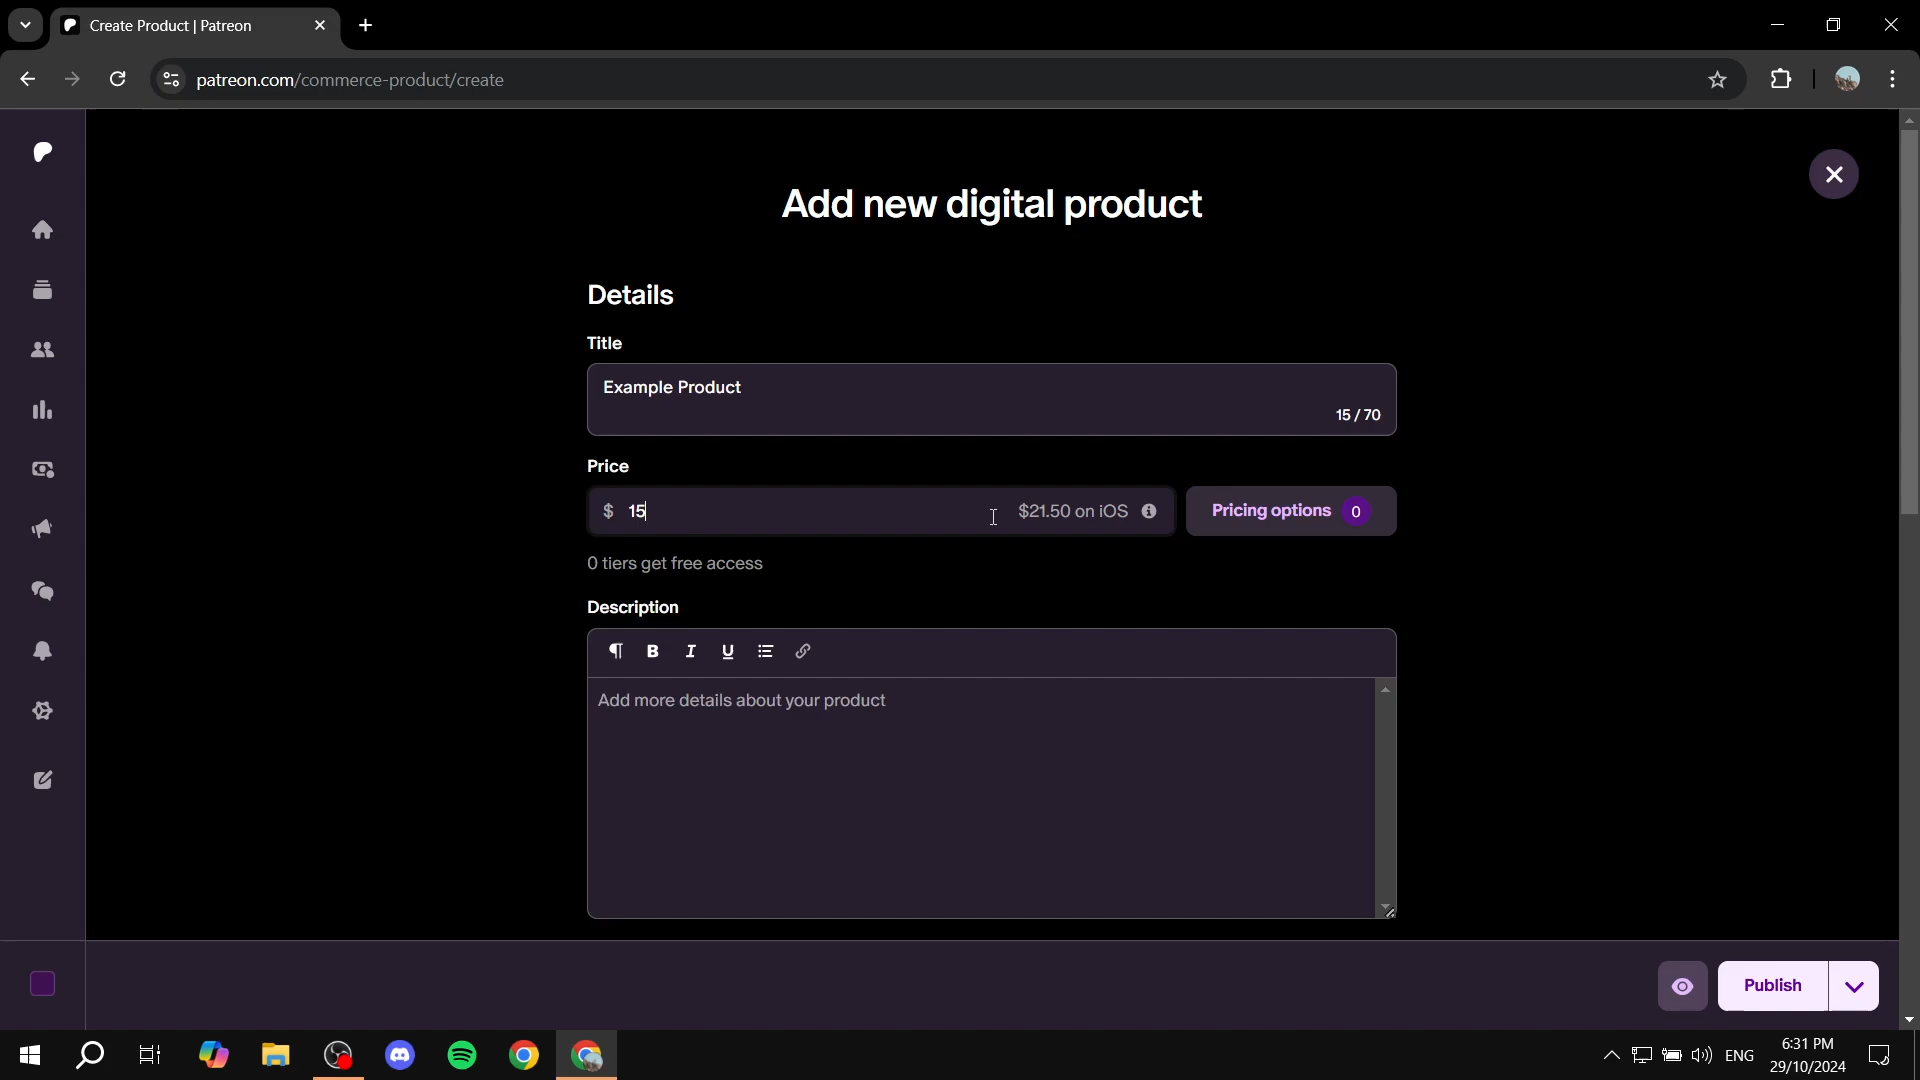 Create Product | Patreon
patreon.com/commerce-product/create
Add new digital product
Details
Title
Example Product
15 / 70
Price
$ 15
$21.50 on iOS
Pricing options 0
0 tiers get free access
Description
B I U
Add more details about your product
Publish
ENG
6:31 PM
29/10/2024